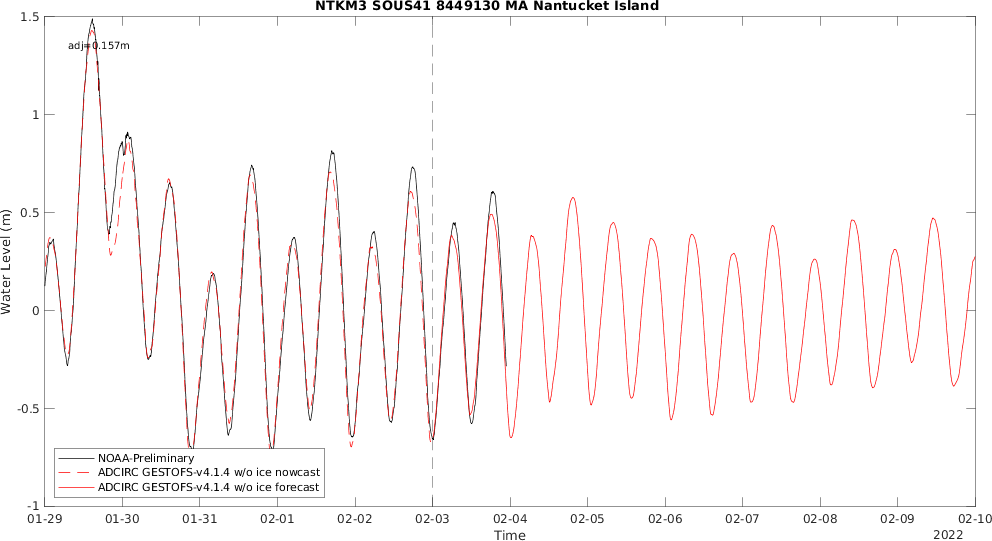 NTKM3 SOUS41 8449130 MA Nantucket Island
1.5
adj=0.157m
1
0.5
0
-0.5
-1
Water Level (m)
NOAA-Preliminary
ADCIRC GESTOFS-v4.1.4 w/o ice nowcast
ADCIRC GESTOFS-v4.1.4 w/o ice forecast
01-29 01-30 01-31 02-01 02-02 02-03 02-04 02-05 02-06 02-07 02-08 02-09 02-10
Time
2022